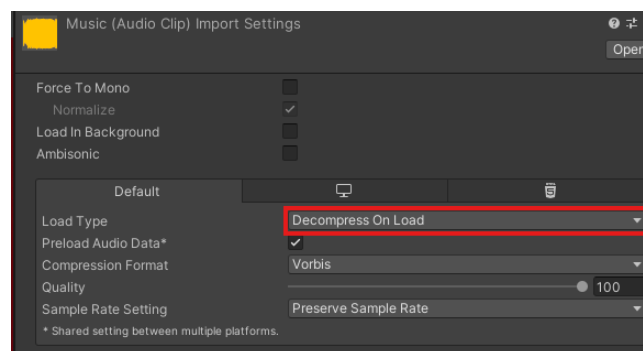 Music (Audio Clip) Import Settings
Open
Force To Mono
Normalize
Load In Background
Ambisonic
Default
Load Type Decompress On Load
Preload Audio Data*
Compression Format Vorbis
Quality 100
Sample Rate Setting Preserve Sample Rate
* Shared setting between multiple platforms.